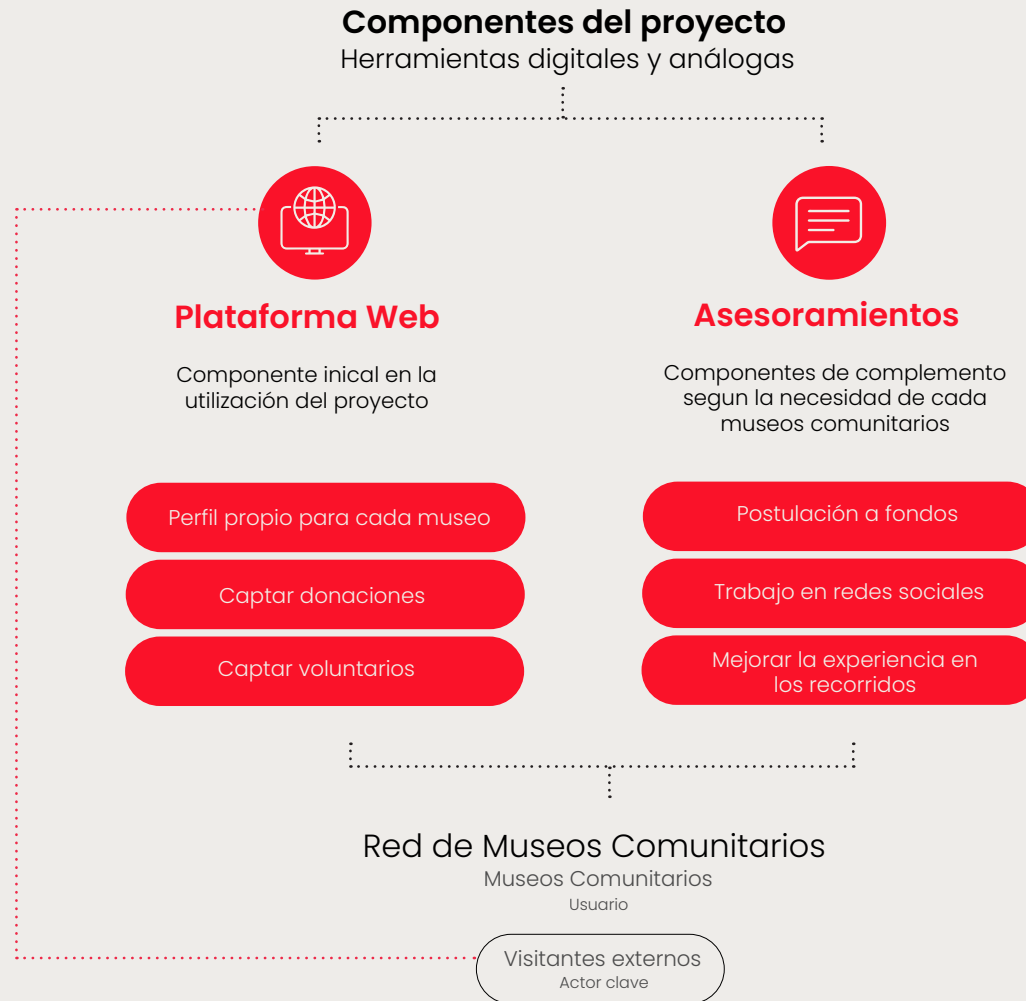 Componentes del proyecto
Herramientas digitales y análogas
Plataforma Web
Componente inical en la
utilización del proyecto
Perfil propio para cada museo
Captar donaciones
Captar voluntarios
Asesoramientos
Componentes de complemento
segun la necesidad de cada
museos comunitarios
Postulación a fondos
Trabajo en redes sociales
Mejorar la experiencia en
los recorridos
Red de Museos Comunitarios
Museos Comunitarios
Usuario
Visitantes externos
Actor clave